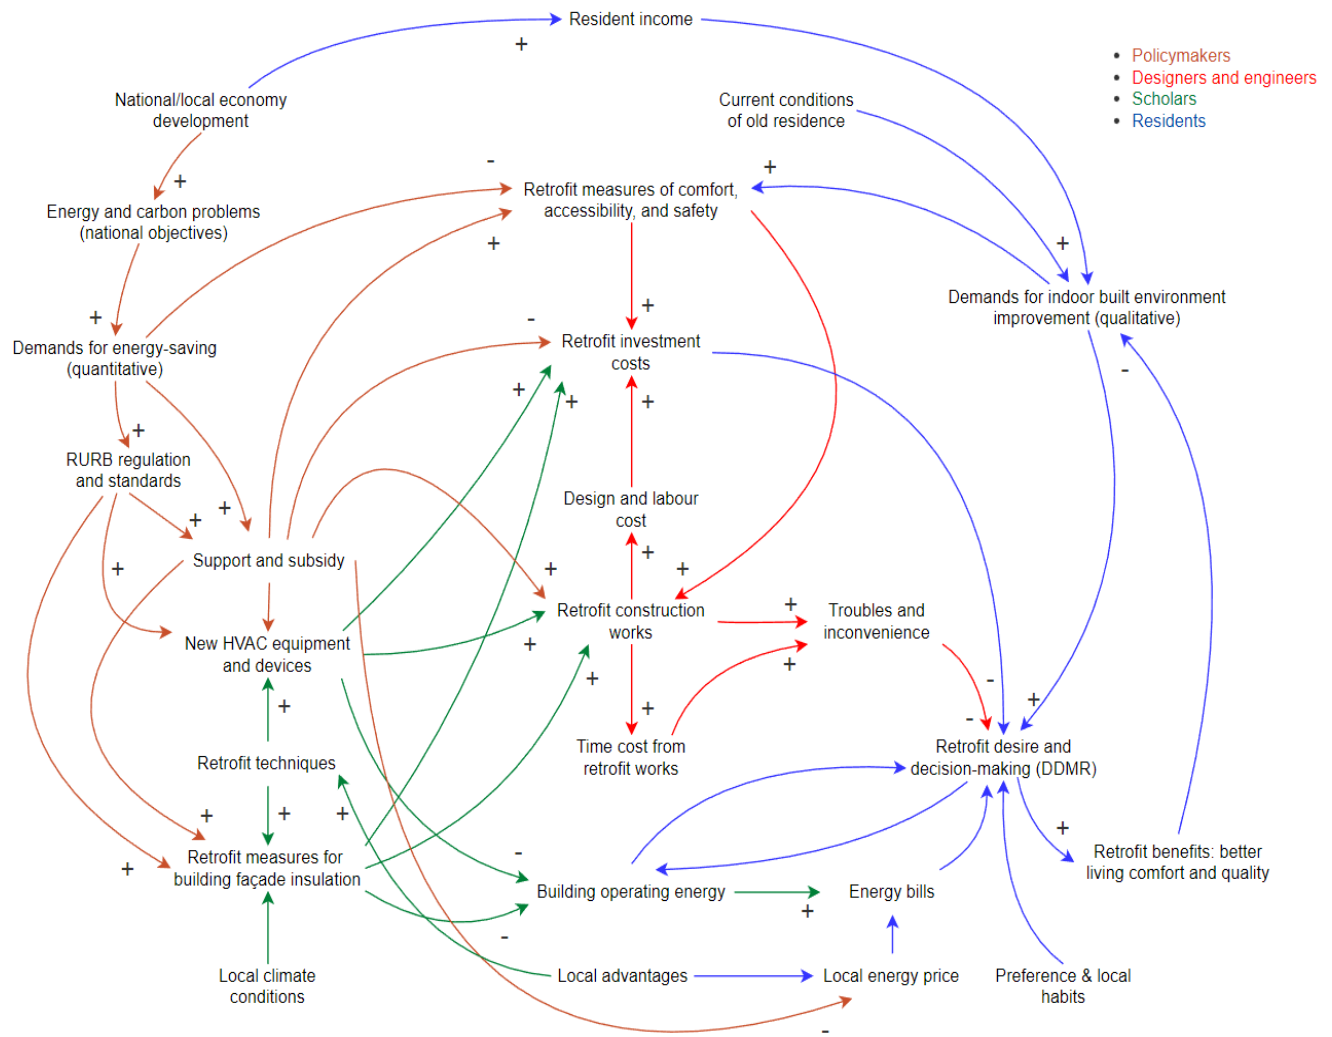 Resident income
+
• Policymakers
• Designers and engineers
• Scholars
• Residents
National/local economy
development
Current conditions
of old residence
+
-
+
Retrofit measures of comfort,
accessibility, and safety
Energy and carbon problems
(national objectives)
+
+
Demands for indoor built environment
improvement (qualitative)
+
-
+
Demands for energy-saving
(quantitative)
Retrofit investment
costs
-
+
+
+
+
RURB regulation
and standards
Design and labour
cost
+
+
Support and subsidy
+
+
+
+
Retrofit construction
works
+
Troubles and
inconvenience
New HVAC equipment
and devices
+
+
+
-
+
+
+
-
Time cost from
retrofit works
Retrofit desire and
decision-making (DDMR)
Retrofit techniques
+
+
+
+
Retrofit measures for
building façade insulation
+
-
Retrofit benefits: better
living comfort and quality
Building operating energy
+
Energy bills
-
Local climate
conditions
Local advantages
Local energy price
Preference & local
habits
-